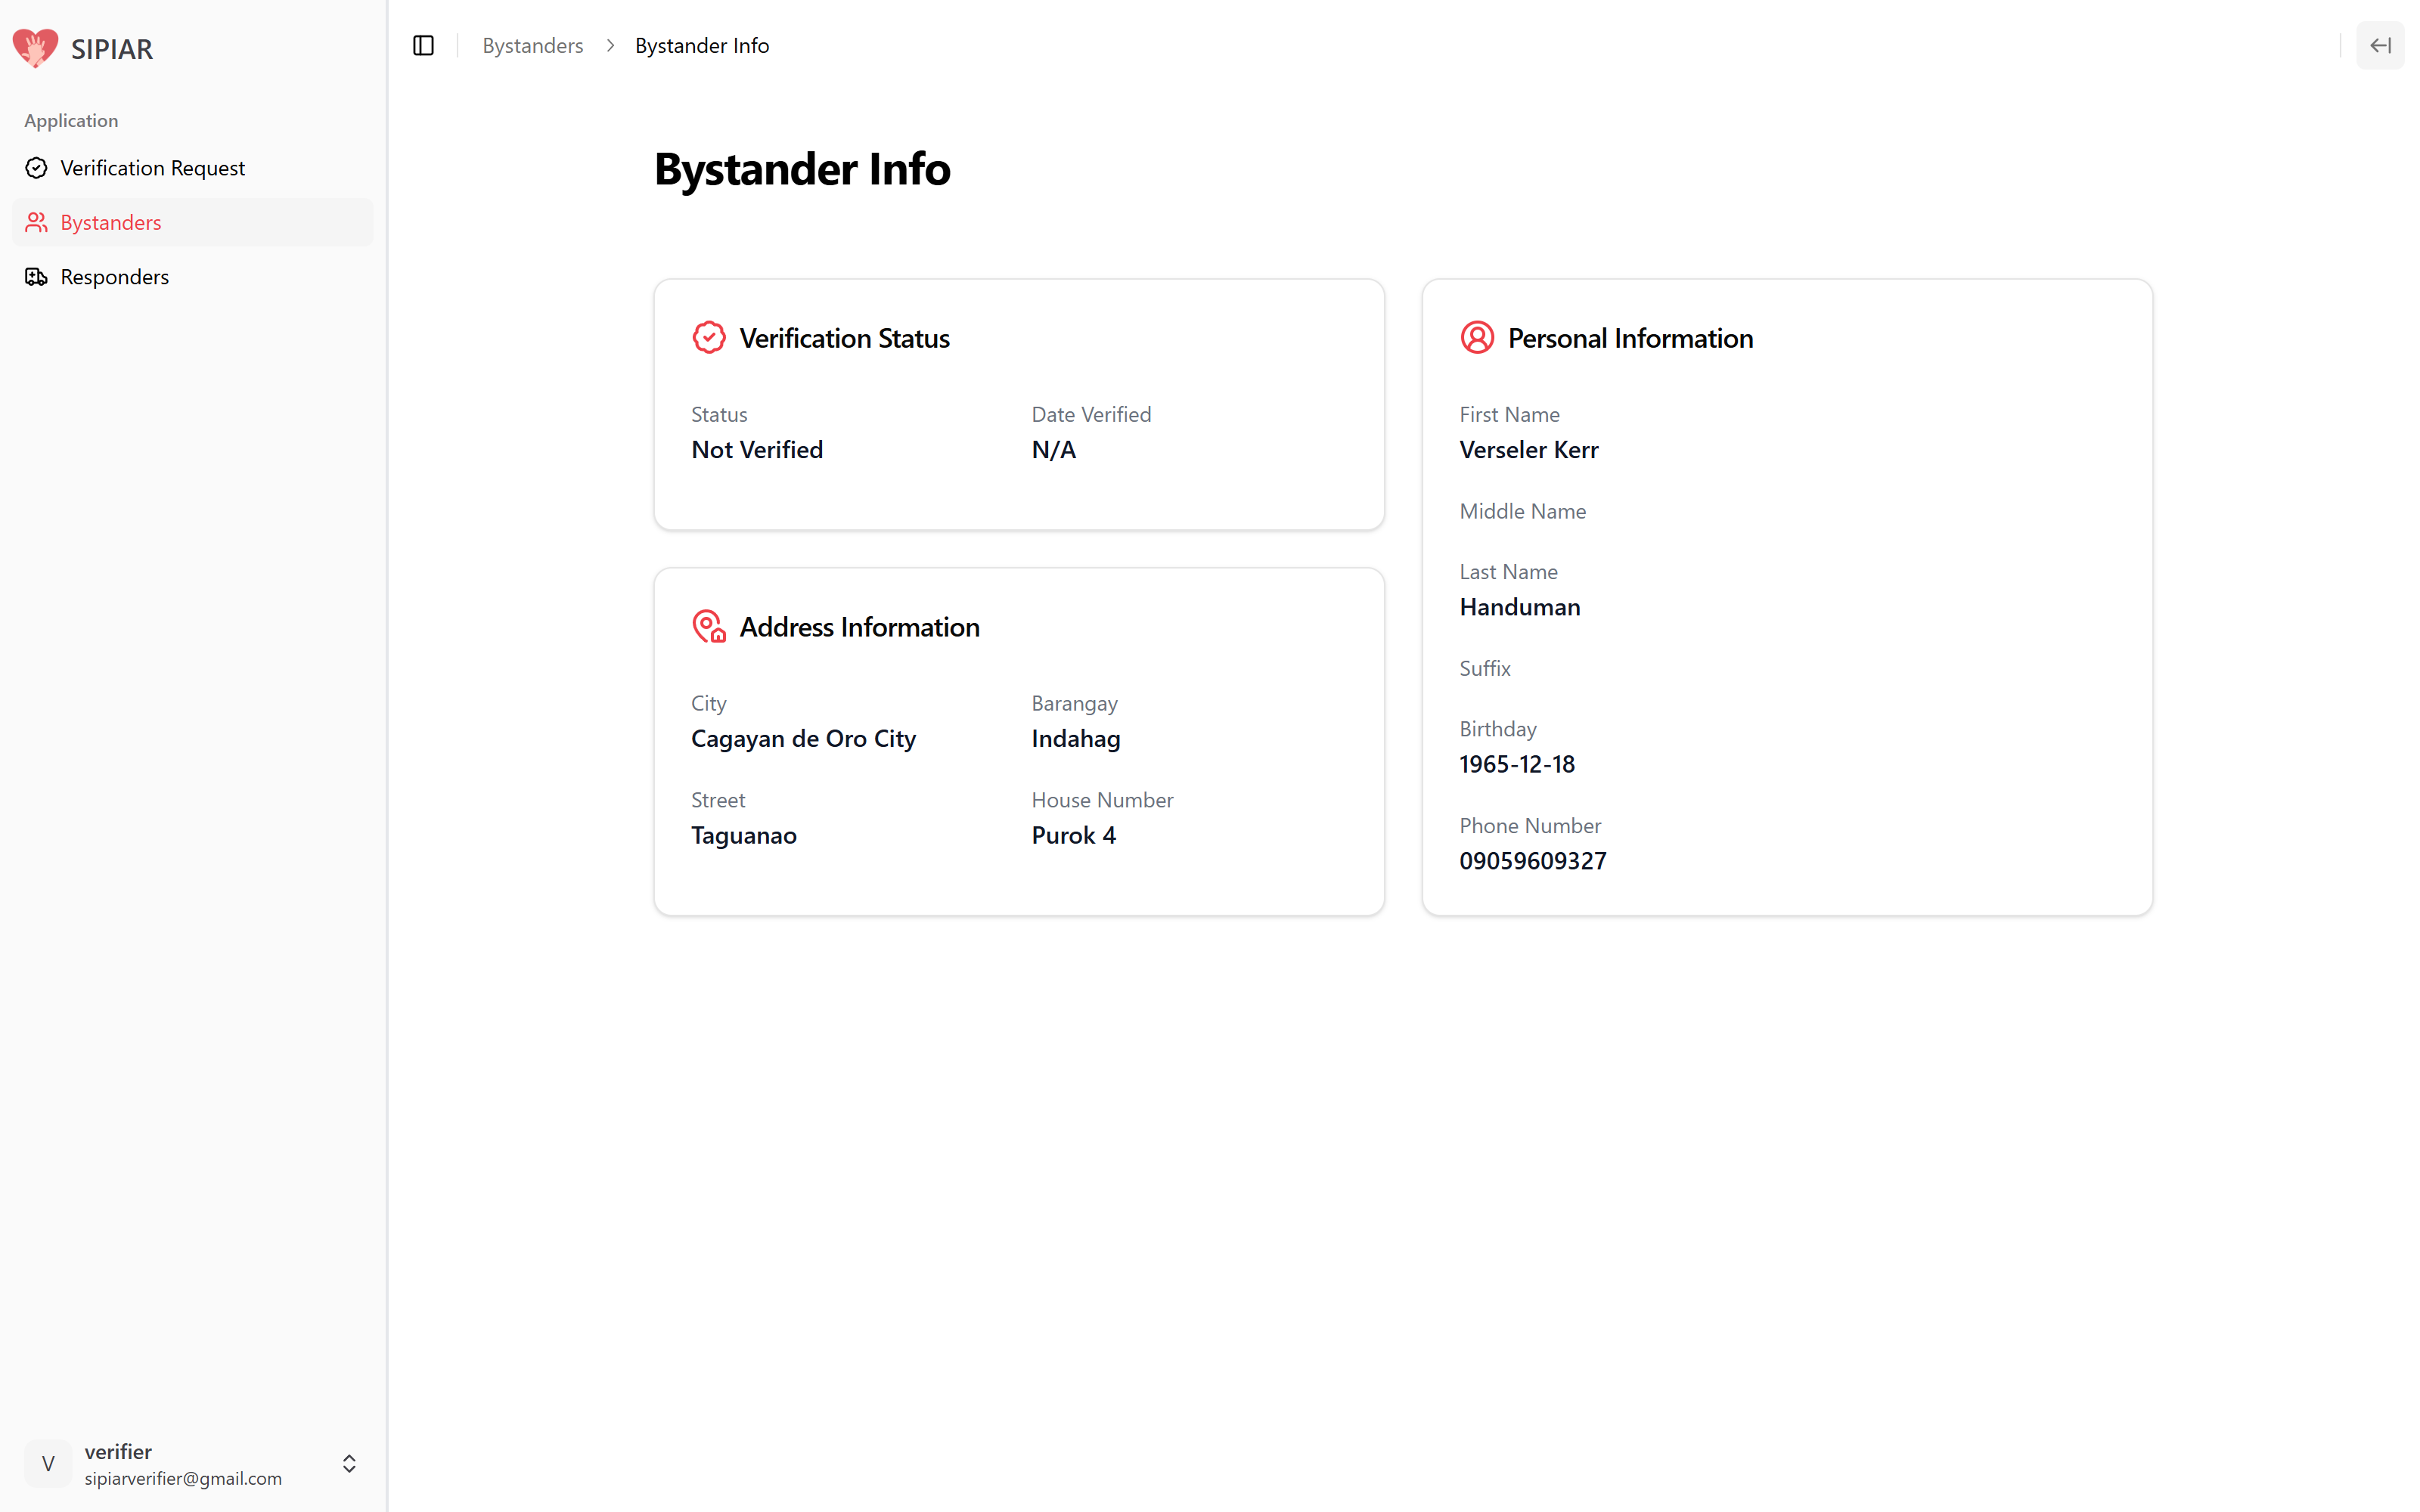 SIPIAR
Application
Verification Request
Bystanders
Responders
verifier
V
sipiarverifier@gmail.com
Bystanders > Bystander Info
Bystander Info
Verification Status
Status
Not Verified
Date Verified
N/A
Address Information
City
Cagayan de Oro City
Barangay
Indahag
Street
Taguanao
House Number
Purok 4
Personal Information
First Name
Verseler Kerr
Middle Name
Last Name
Handuman
Suffix
Birthday
1965-12-18
Phone Number
09059609327